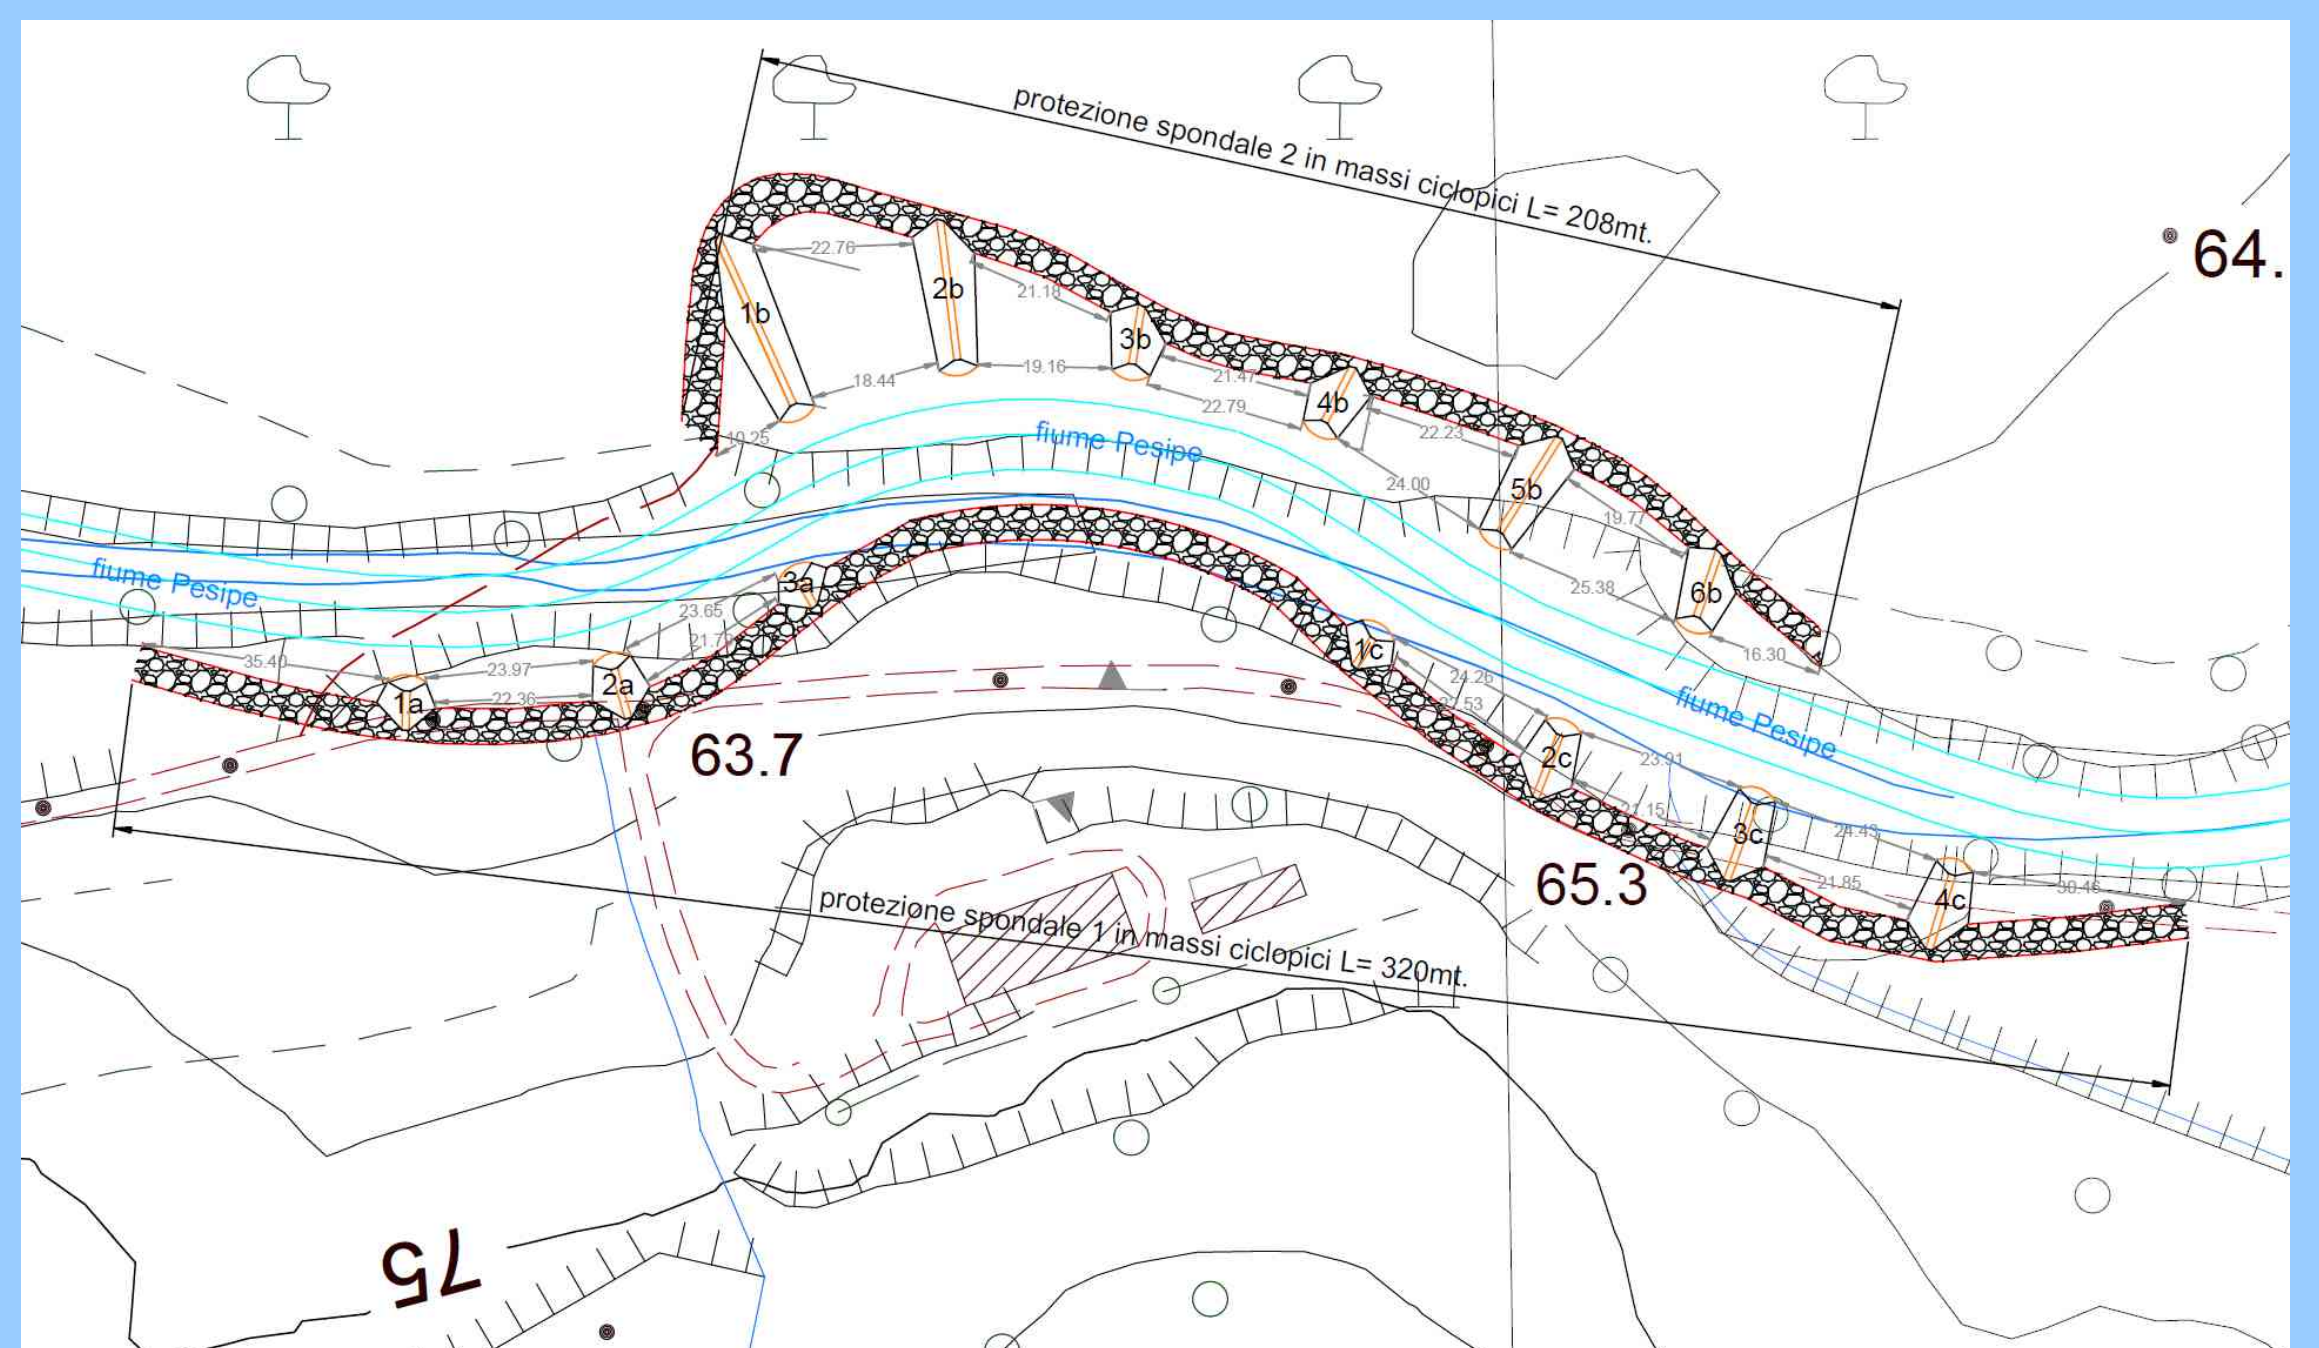 protezione spondale 2 in massi ciclopici L= 208mt.
64.
22.76
2b
21.18
1b
3b
18.44
19.16
21.47
22.79
4b
10.25
fiume Pesipe
22.23
24.00
5b
19.77
fiume Pesipe
3a
25.38
6b
23.65
16.30
35.40
23.97
2a
1c
24.26
22.36
1a
fiume Pesipe
63.7
2c
23.91
21.15
3c
24.43
65.3
21.85
4c
30.46
protezione spondale 1 in massi ciclopici L= 320mt.
75